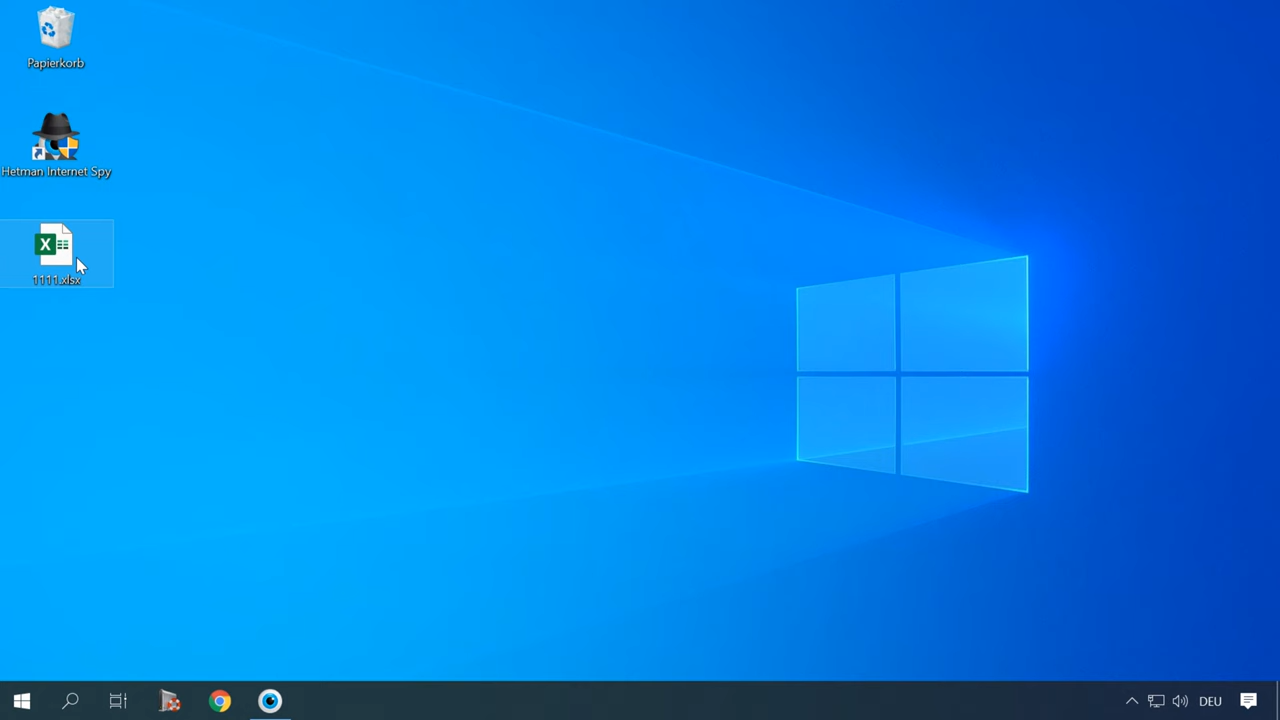 Papierkorb
Hetman Internet Spy
X
1111.xlsx
DEU